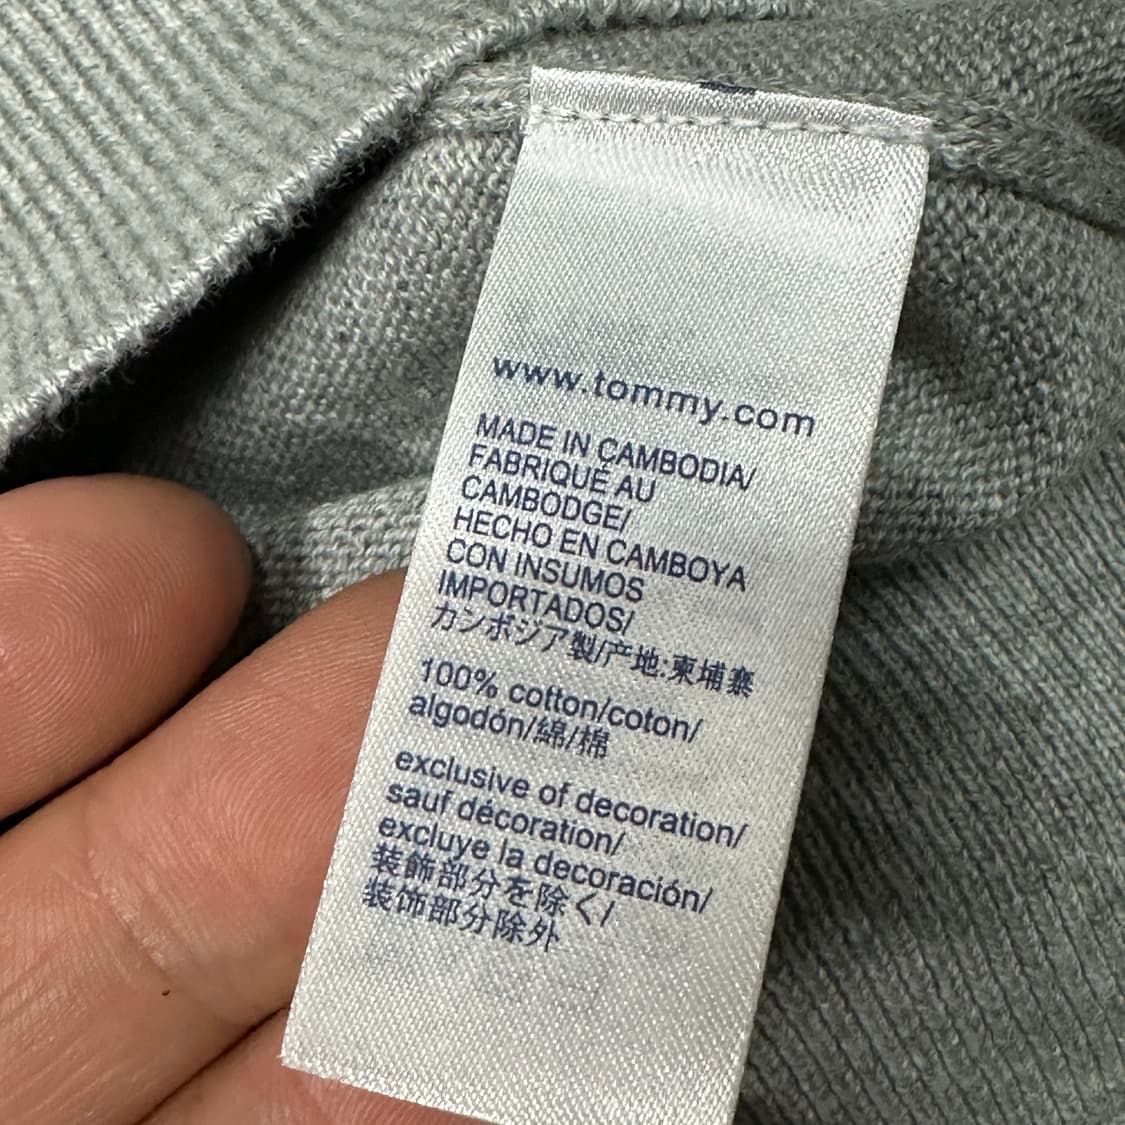 www.tommy.com
MADE IN CAMBODIA/
FABRIQUÉ AU
CAMBODGE/
HECHO EN CAMBOYA
CON INSUMOS
IMPORTADOS/
カンボジア製/产地:柬埔寨
100% cotton/coton/
algodón/綿/棉
exclusive of decoration/
sauf décoration/
excluye la decoración/
装飾部分を除く/
装饰部分除外